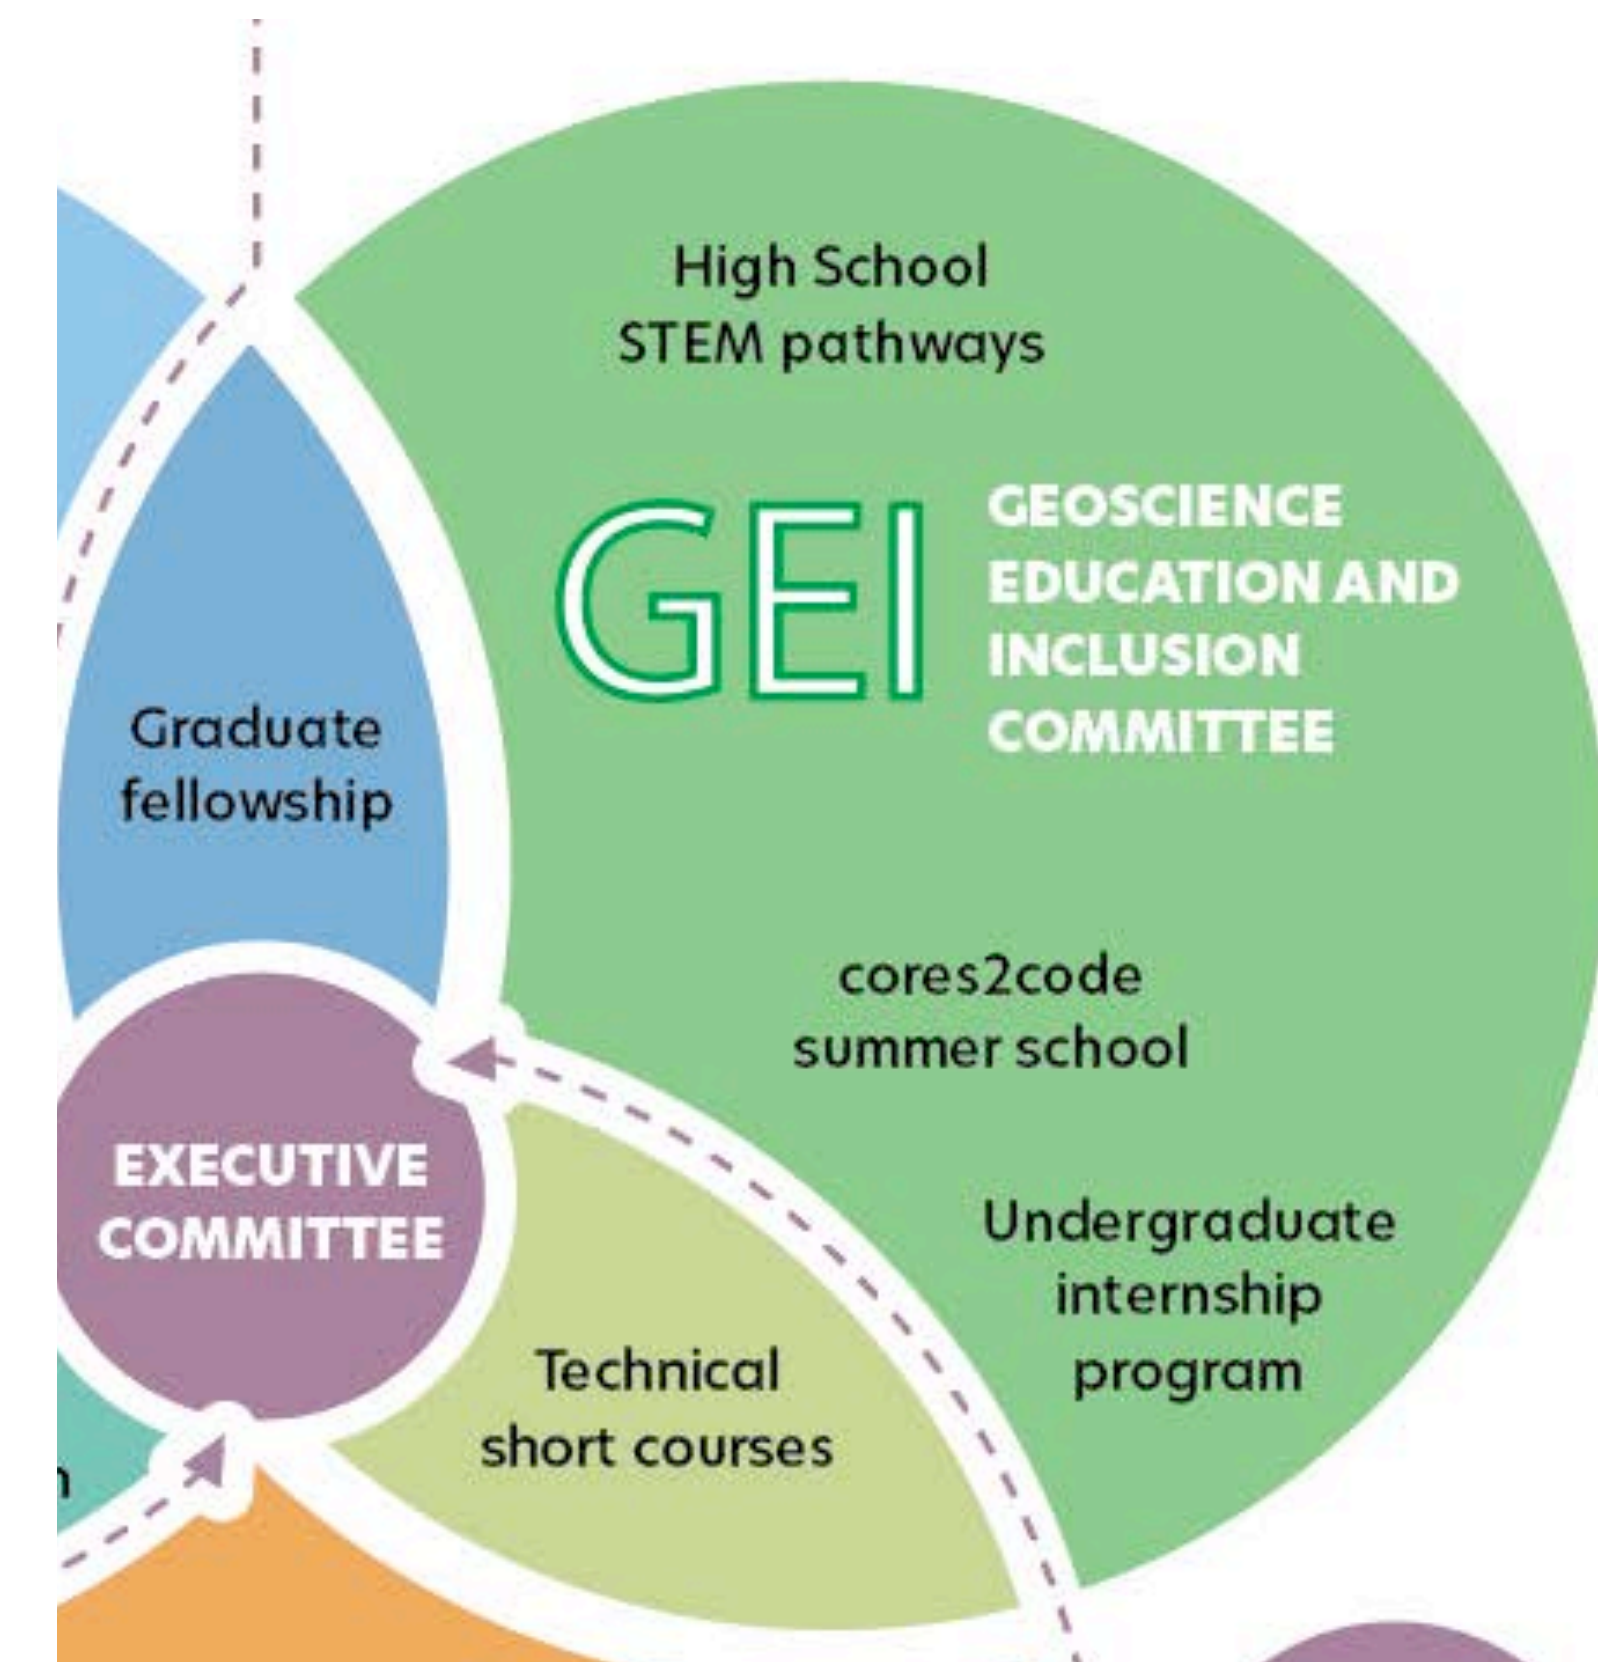 High School
STEM pathways
GEI
GEOSCIENCE
EDUCATION AND
INCLUSION
COMMITTEE
Graduate
fellowship
cores2code
summer school
EXECUTIVE
COMMITTEE
Undergraduate
internship
program
Technical
short courses